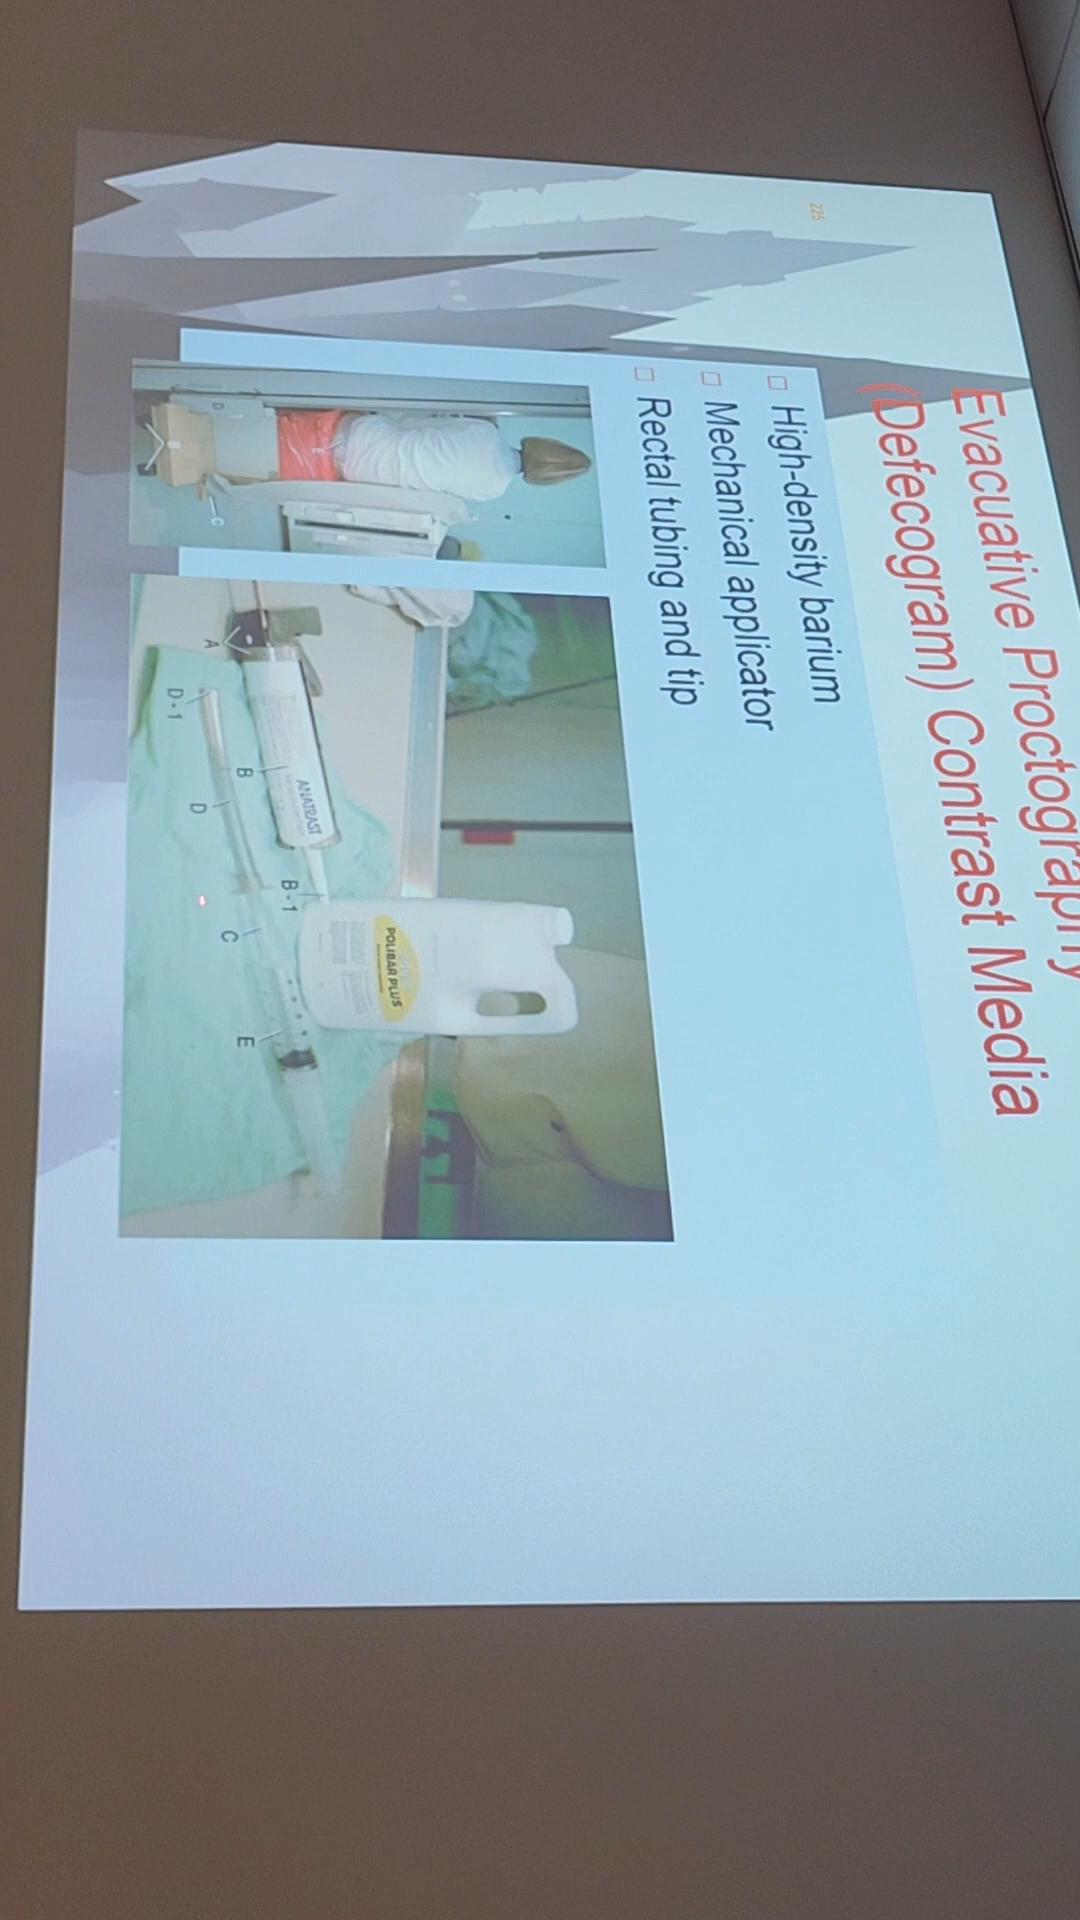 Evacuative Proctography
(Defecogram) Contrast Media
High-density barium
Mechanical applicator
Rectal tubing and tip
225
D
B
E
C
A
D-1
B
D
B-1
C
E
ANATRAST
POLIBAR PLUS